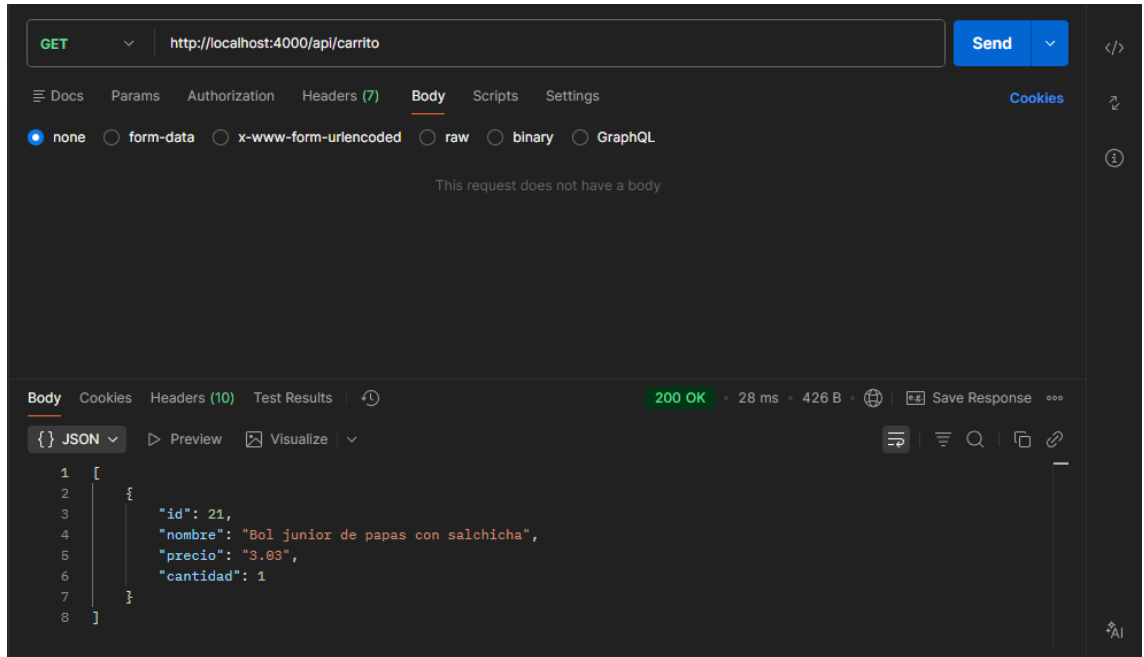 GET http://localhost:4000/api/carrito Send </>
Docs Params Authorization Headers (7) Body Scripts Settings Cookies
none form-data x-www-form-urlencoded raw binary GraphQL
This request does not have a body
Body Cookies Headers (10) Test Results 200 OK • 28 ms • 426 B • e.g. Save Response
{} JSON Preview Visualize
1 [
2 {
3 "id": 21,
4 "nombre": "Bol junior de papas con salchicha",
5 "precio": "3.03",
6 "cantidad": 1
7 }
8 ]
AI